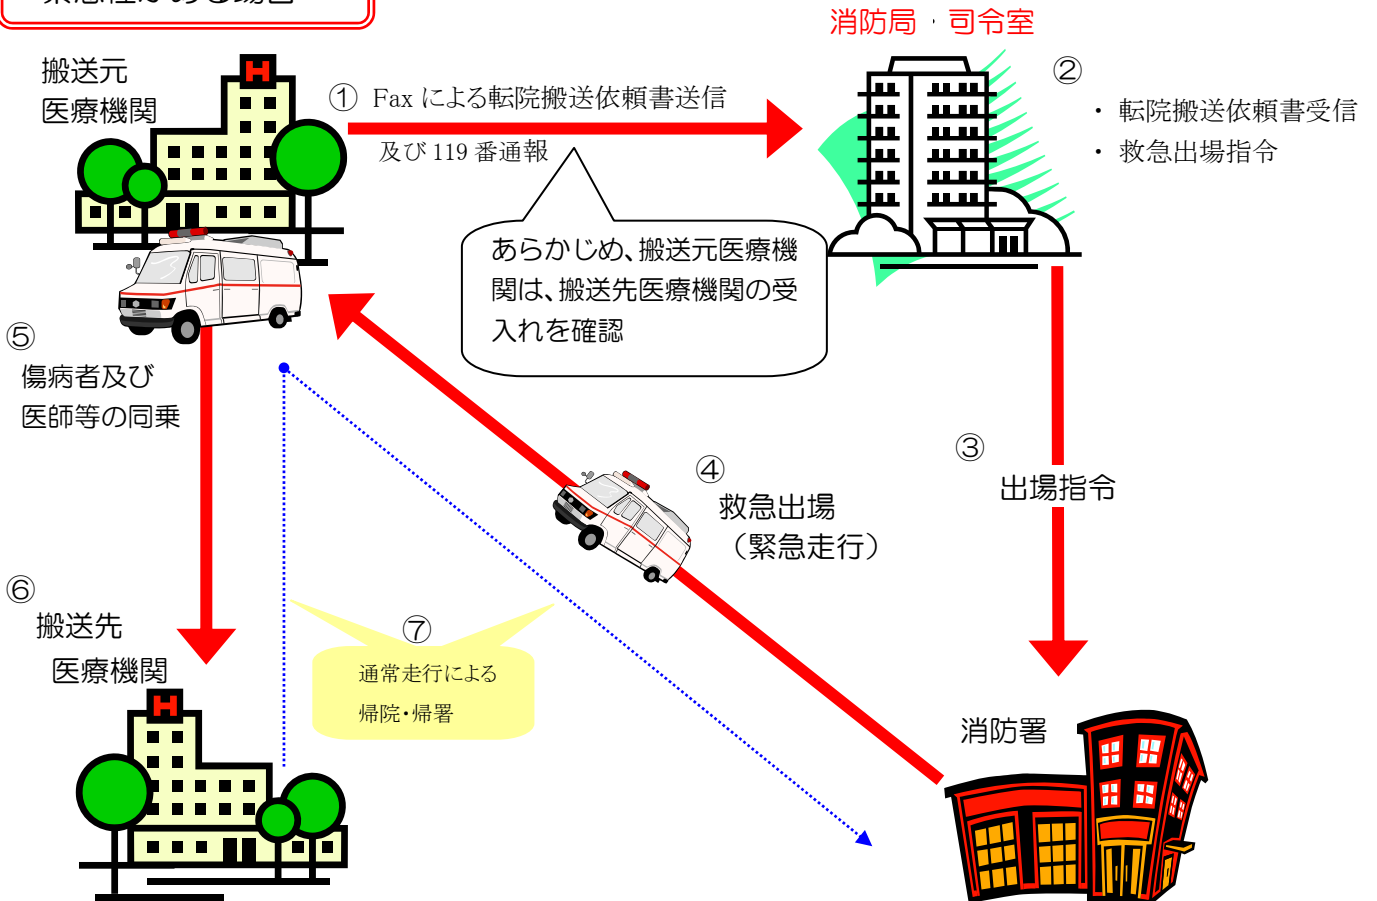 消防局・司令室
搬送元
医療機関
① Fax による転院搬送依頼書送信
及び 119 番通報
②
・ 転院搬送依頼書受信
・ 救急出場指令
あらかじめ、搬送元医療機
関は、搬送先医療機関の受
入れを確認
⑤
傷病者及び
医師等の同乗
③
出場指令
④
救急出場
（緊急走行）
⑥
搬送先
医療機関
⑦
通常走行による
帰院・帰署
消防署
H
H